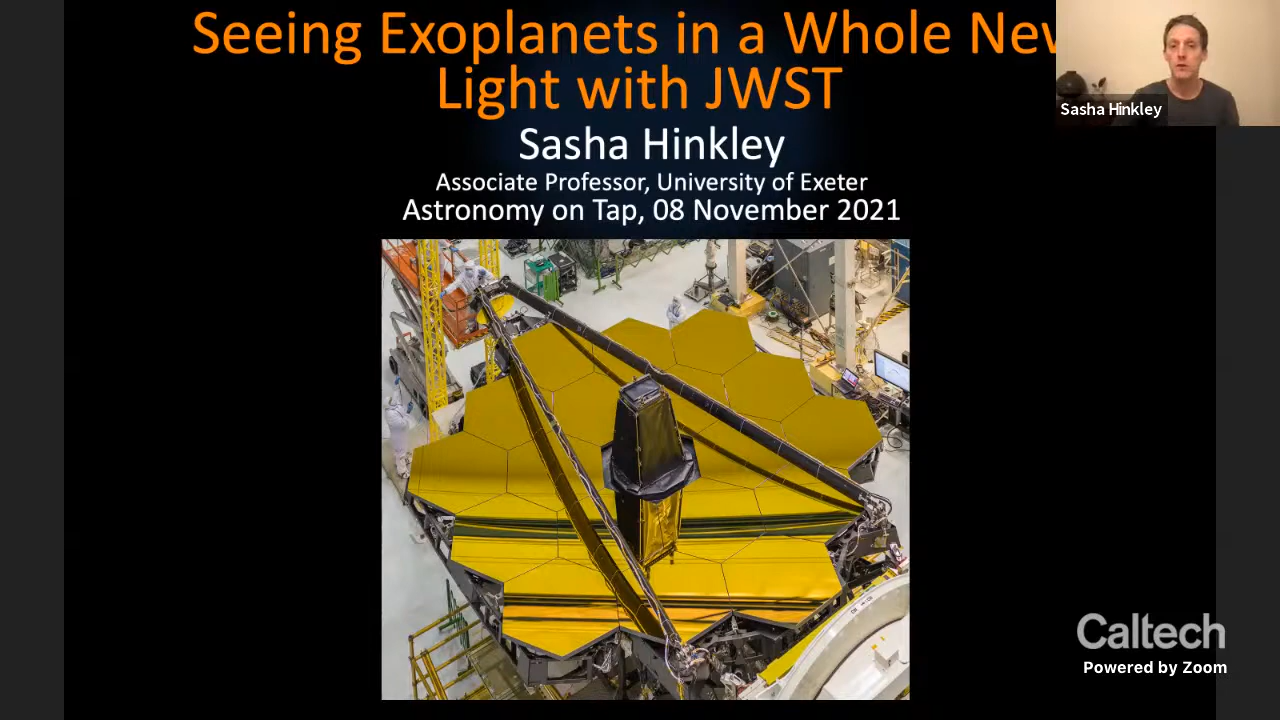 Seeing Exoplanets in a Whole New
Light with JWST
Sasha Hinkley
Associate Professor, University of Exeter
Astronomy on Tap, 08 November 2021
Sasha Hinkley
Caltech
Powered by Zoom